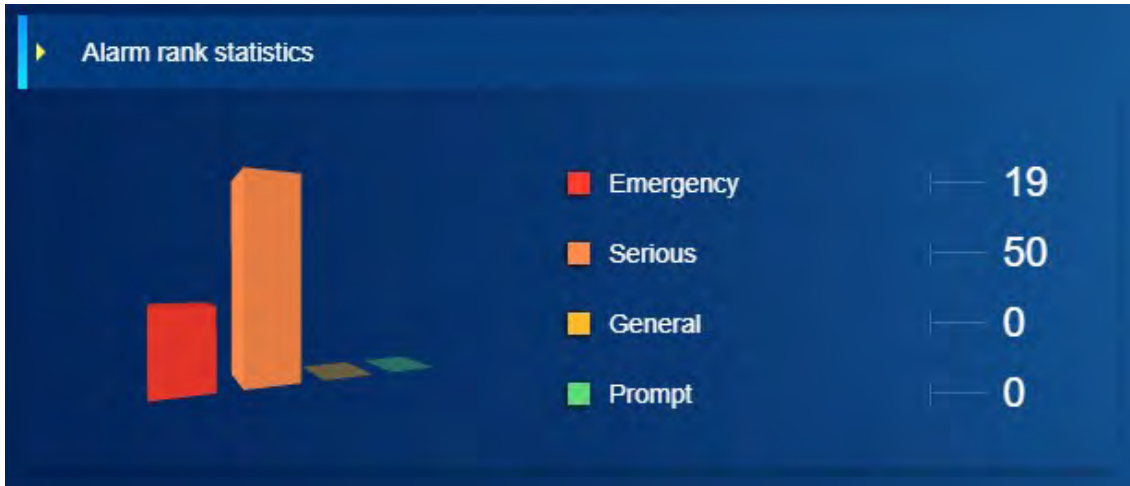 Alarm rank statistics
Emergency 19
Serious 50
General 0
Prompt 0